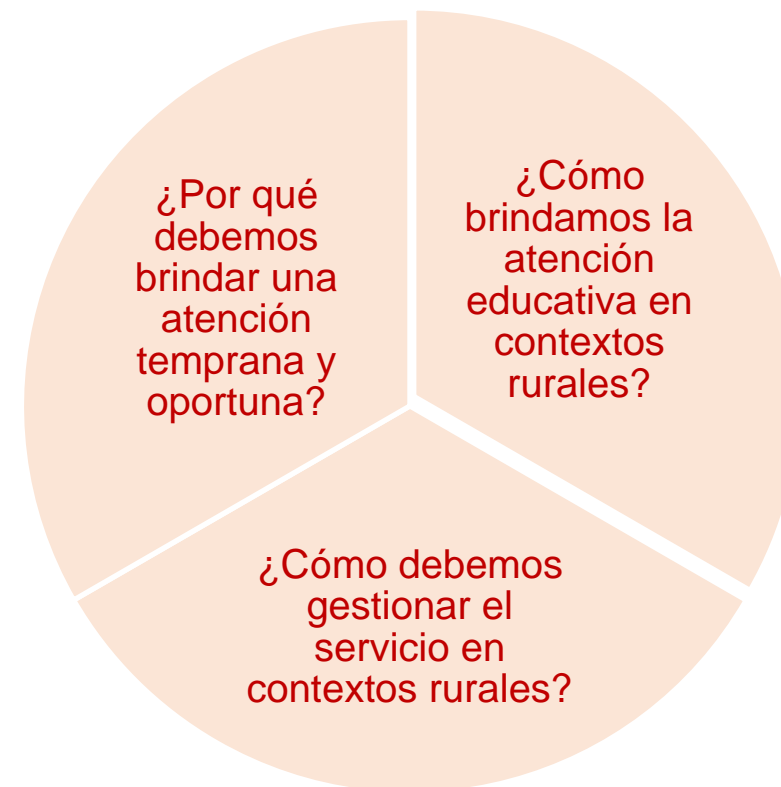 ¿Por qué
debemos
brindar una
atención
temprana y
oportuna?
¿Cómo
brindamos la
atención
educativa en
contextos
rurales?
¿Cómo debemos
gestionar el
servicio en
contextos rurales?